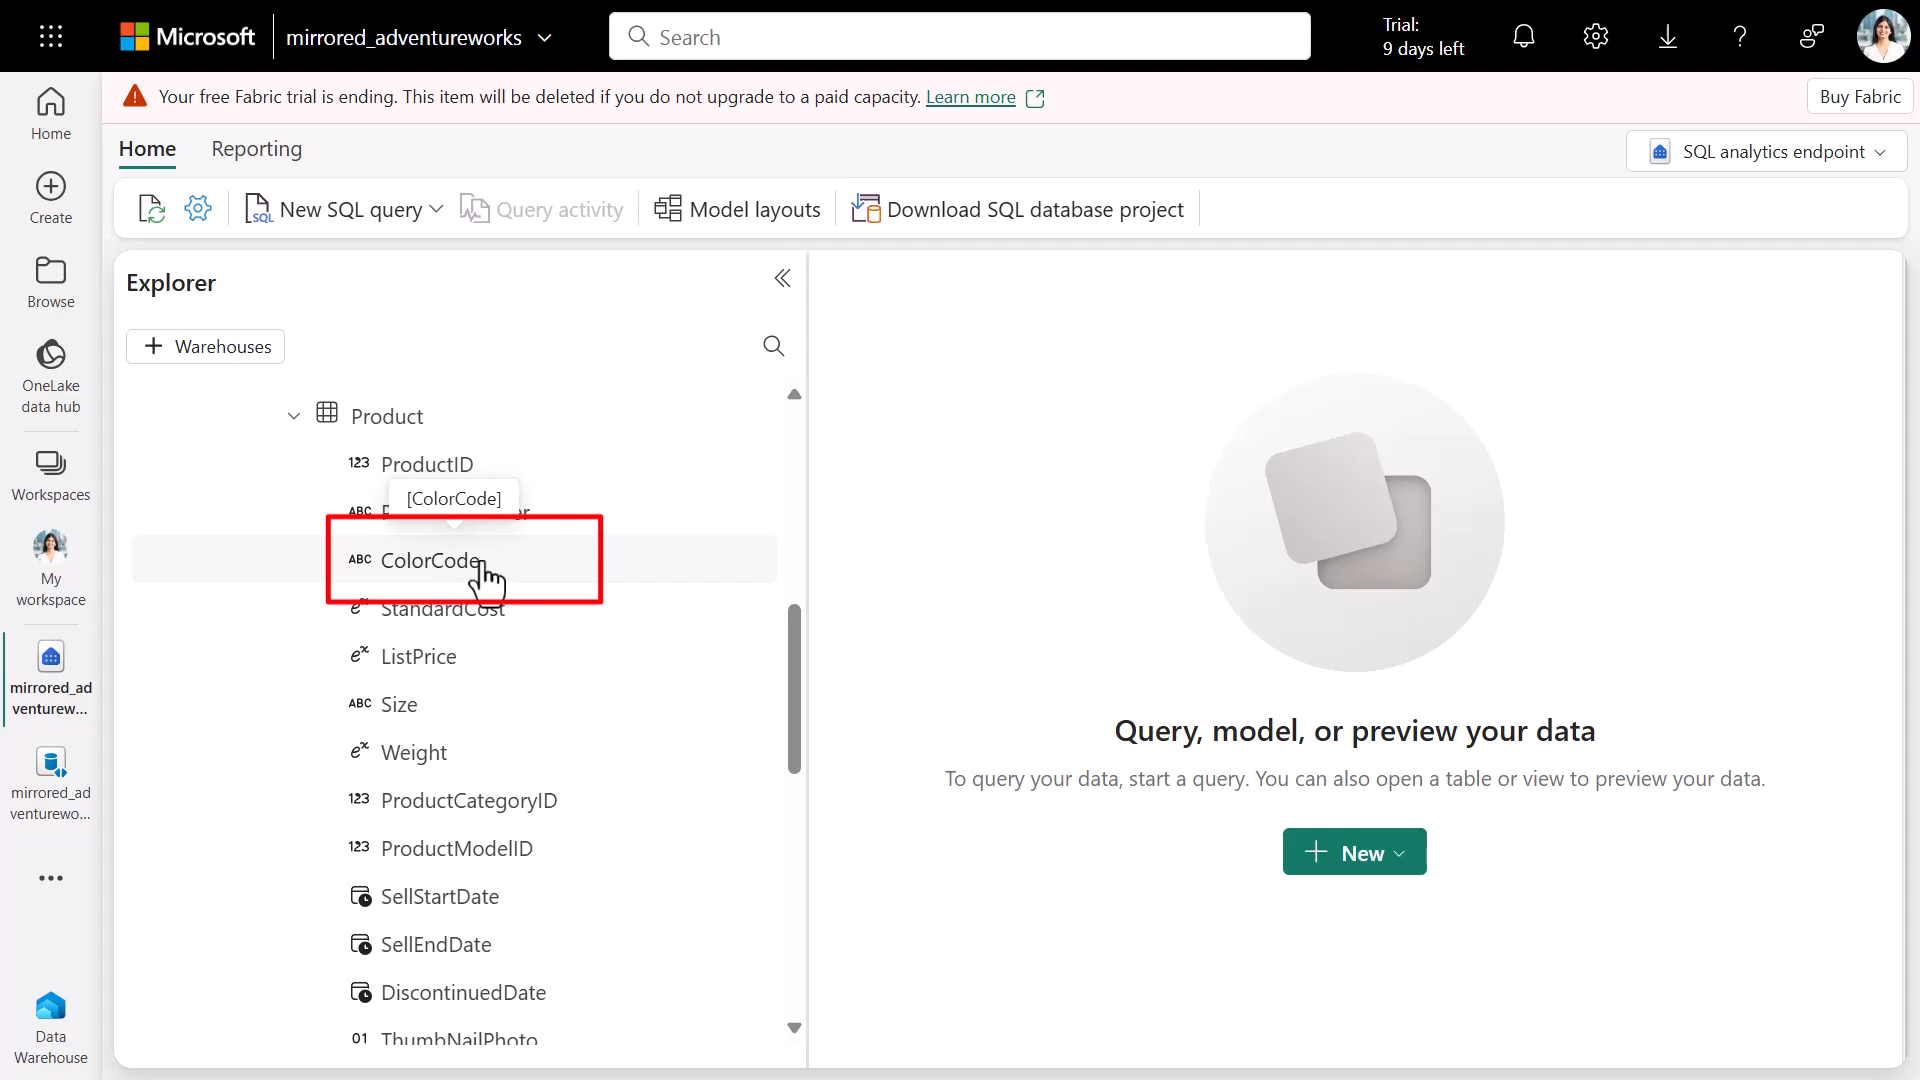 Microsoft
mirrored_adventureworks
Search
Trial:
9 days left
Your free Fabric trial is ending. This item will be deleted if you do not upgrade to a paid capacity. Learn more
Buy Fabric
Home
Create
Browse
OneLake
data hub
Workspaces
My
workspace
mirrored_ad
venturew...
mirrored_ad
venturewo...
Data
Warehouse
Home
Reporting
SQL analytics endpoint
SQL
New SQL query
Query activity
Model layouts
Download SQL database project
Explorer
Warehouses
Product
123 ProductID
[ColorCode]
ABC
ABC ColorCode
StandardCost
ListPrice
ABC Size
Weight
123 ProductCategoryID
123 ProductModelID
SellStartDate
SellEndDate
DiscontinuedDate
01 ThumbNailPhoto
Query, model, or preview your data
To query your data, start a query. You can also open a table or view to preview your data.
New